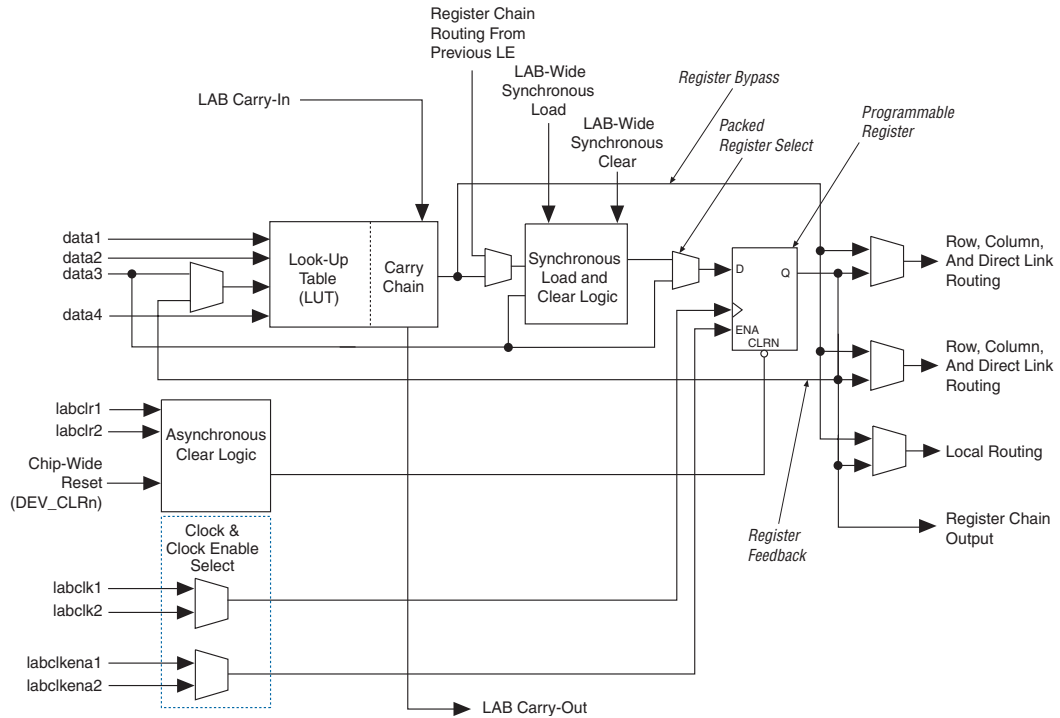 Register Chain
Routing From
Previous LE
LAB-Wide
Synchronous
Load
LAB-Wide
Synchronous
Clear
Register Bypass
Packed
Register Select
Programmable
Register
LAB Carry-In
data1
data2
data3
data4
Look-Up
Table
(LUT)
Carry
Chain
Synchronous
Load and
Clear Logic
D
Q
ENA
CLRN
Row, Column,
And Direct Link
Routing
Row, Column,
And Direct Link
Routing
Local Routing
Register Chain
Output
labclr1
labclr2
Chip-Wide
Reset
(DEV_CLRn)
Asynchronous
Clear Logic
Clock &
Clock Enable
Select
labclk1
labclk2
labclkena1
labclkena2
Register
Feedback
LAB Carry-Out